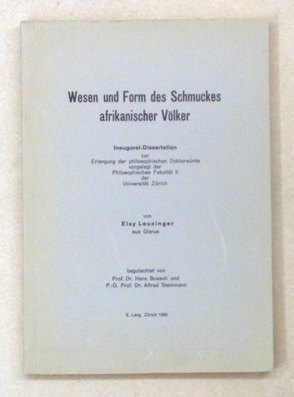 Wesen und Form des Schmuckes
afrikanischer Völker
Inaugural-Dissertation
zur
Erlangung der philosophischen Doktorwürde
vorgelegt der
Philosophischen Fakultät II
der
Universität Zürich
von
Elsy Leuzinger
aus Glarus
begutachtet von
Prof. Dr. Hans Boesch und
P.-D. Prof. Dr. Alfred Steinmann
E. Lang, Zürich 1950